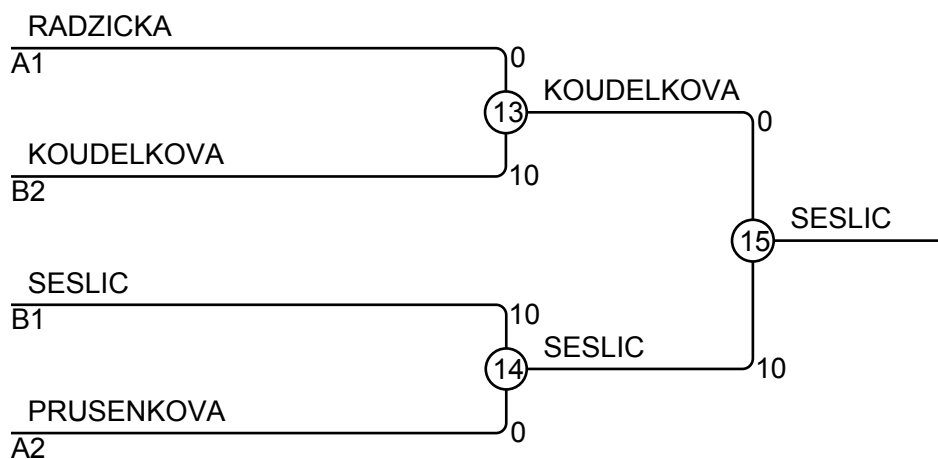 RADZICKA
A1
0
13
KOUDELKOVA
0
KOUDELKOVA
B2
10
15
SESLIC
SESLIC
B1
10
14
SESLIC
10
PRUSENKOVA
A2
0